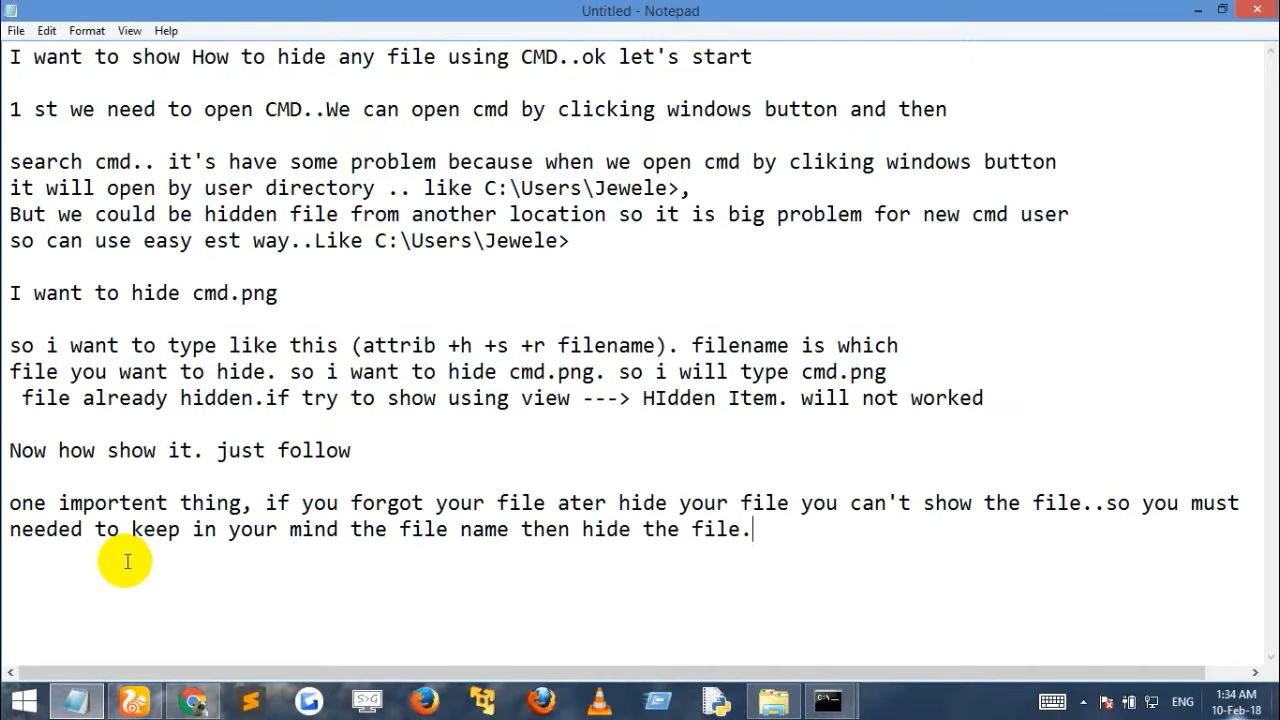 Untitled - Notepad
File Edit Format View Help
I want to show How to hide any file using CMD..ok let's start
1 st we need to open CMD..We can open cmd by clicking windows button and then
search cmd.. it's have some problem because when we open cmd by cliking windows button
it will open by user directory .. like C:\Users\Jewele>,
But we could be hidden file from another location so it is big problem for new cmd user
so can use easy est way..Like C:\Users\Jewele>
I want to hide cmd.png
so i want to type like this (attrib +h +s +r filename). filename is which
file you want to hide. so i want to hide cmd.png. so i will type cmd.png
file already hidden.if try to show using view ---> HIdden Item. will not worked
Now how show it. just follow
one importent thing, if you forgot your file ater hide your file you can't show the file..so you must
needed to keep in your mind the file name then hide the file.
S>G
ENG
1:34 AM
10-Feb-18